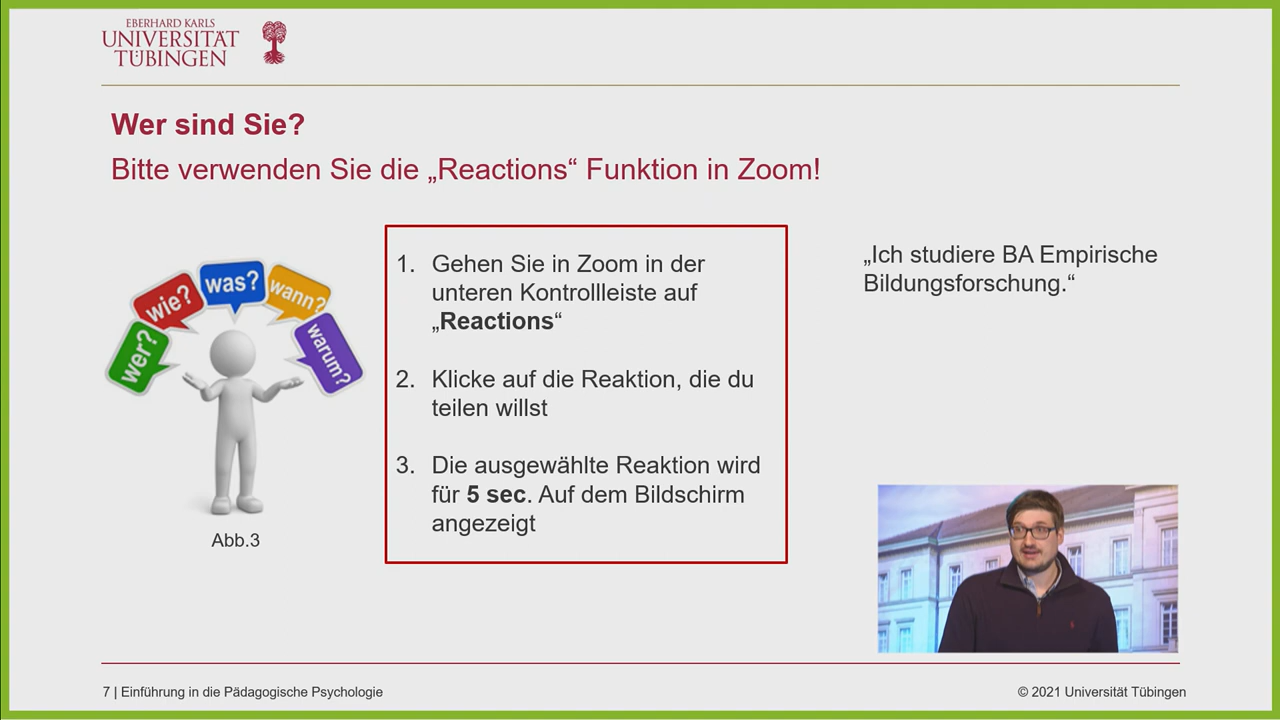 EBERHARD KARLS
UNIVERSITÄT
TÜBINGEN
Wer sind Sie?
Bitte verwenden Sie die „Reactions“ Funktion in Zoom!
wer?
wie?
was?
wann?
warum?
Abb.3
1. Gehen Sie in Zoom in der
unteren Kontrollleiste auf
„Reactions“
2. Klicke auf die Reaktion, die du
teilen willst
3. Die ausgewählte Reaktion wird
für 5 sec. Auf dem Bildschirm
angezeigt
„Ich studiere BA Empirische
Bildungsforschung.“
7 | Einführung in die Pädagogische Psychologie
© 2021 Universität Tübingen